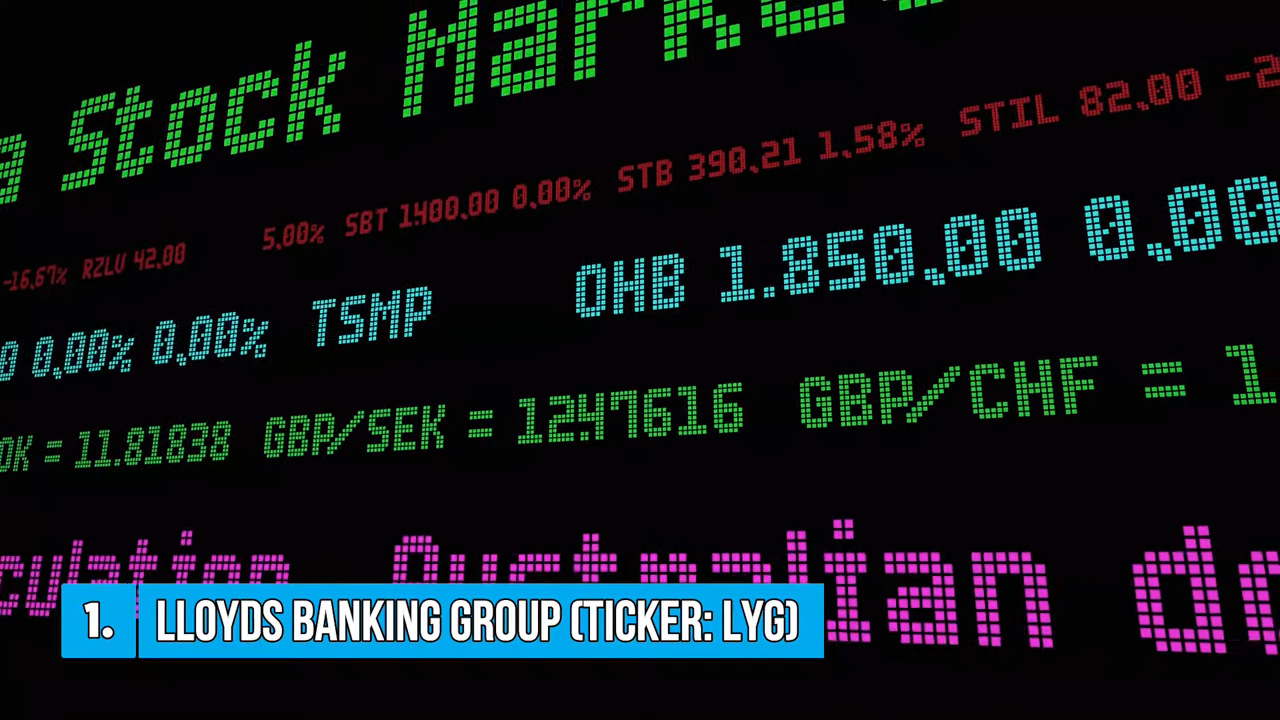 Stock Market
-16.67% RZLV 42.00 5.00% SBT 1400.00 0.00% STB 390.21 1.58% STIL 82.00
0.00% 0.00% TSMP OHB 1.850,00 0.00
= 11.81838 GBP/SEK = 12.47616 GBP/CHF = 1
Australian
1. LLOYDS BANKING GROUP (TICKER: LYG)